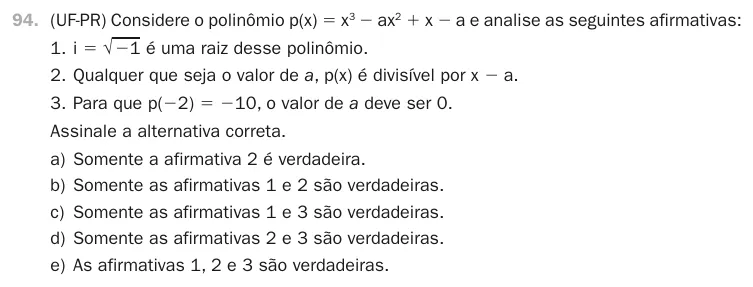 94. (UF-PR) Considere o polinômio p(x) = x³ − ax² + x − a e analise as seguintes afirmativas:
1. i = √−1 é uma raiz desse polinômio.
2. Qualquer que seja o valor de a, p(x) é divisível por x − a.
3. Para que p(−2) = −10, o valor de a deve ser 0.
Assinale a alternativa correta.
a) Somente a afirmativa 2 é verdadeira.
b) Somente as afirmativas 1 e 2 são verdadeiras.
c) Somente as afirmativas 1 e 3 são verdadeiras.
d) Somente as afirmativas 2 e 3 são verdadeiras.
e) As afirmativas 1, 2 e 3 são verdadeiras.